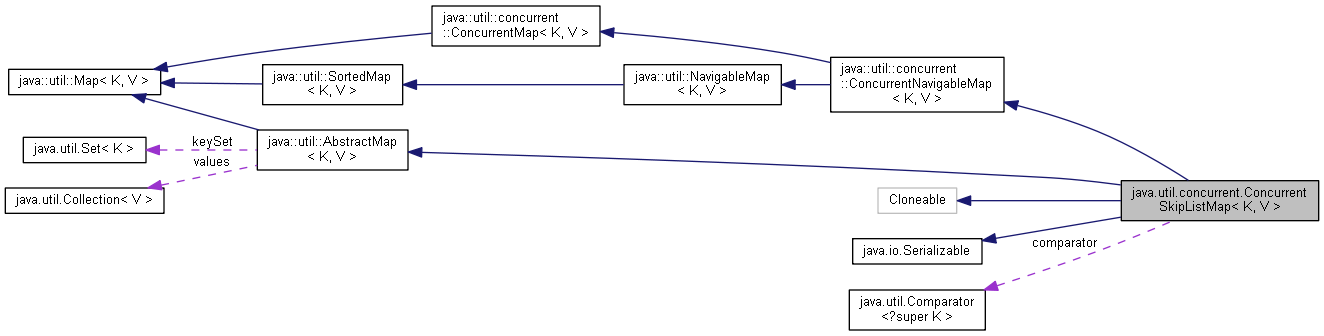 java::util::concurrent
::ConcurrentMap< K, V >
java::util::Map< K, V >
java::util::SortedMap
< K, V >
java::util::NavigableMap
< K, V >
java::util::concurrent
::ConcurrentNavigableMap
< K, V >
java::util::AbstractMap
< K, V >
keySet
java.util.Set< K >
values
java.util.Collection< V >
java.util.concurrent.Concurrent
SkipListMap< K, V >
Cloneable
java.io.Serializable
comparator
java.util.Comparator
<?super K >